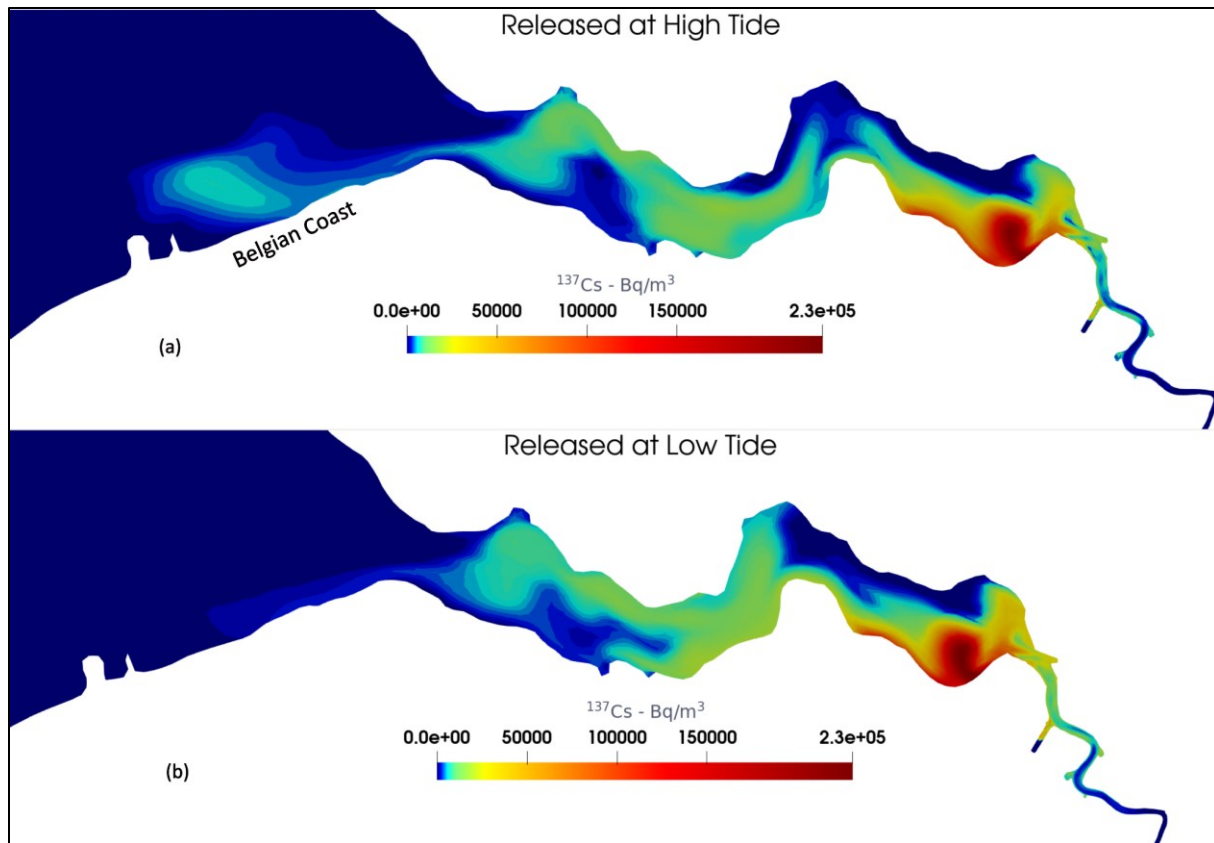 Released at High Tide
Belgian Coast
¹³⁷Cs - Bq/m³
0.0e+00 50000 100000 150000 2.3e+05
(a)
Released at Low Tide
¹³⁷Cs - Bq/m³
0.0e+00 50000 100000 150000 2.3e+05
(b)